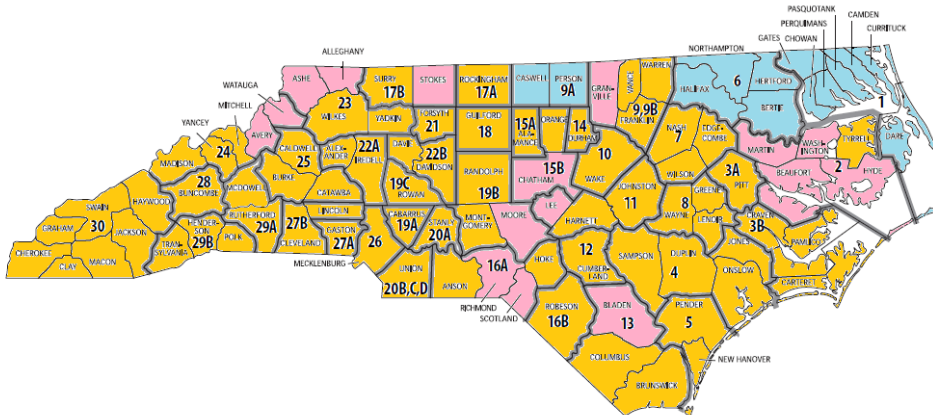 PASQUOTANK
PERQUIMANS
CAMDEN
GATES
CHOWAN
CURRITUCK
NORTHAMPTON
ALLEGHANY
WATAUGA
MITCHELL
YANCEY
ASHE
SURRY
17B
STOKES
ROCKINGHAM
17A
CASWELL
PERSON
9A
GRAN-
VILLE
VANCE
WARREN
9,9B
FRANKLIN
HALIFAX
6
HERTFORD
BERTIE
1
23
WILKES
YADKIN
FORSYTH
21
GUILFORD
18
15A
ALA-
MANCE
ORANGE
14
DURHAM
NASH
7
EDGE-
COMBE
MARTIN
WASH-
INGTON
TYRRELL
DARE
AVERY
24
MADISON
CALDWELL
25
ALEX-
ANDER
22A
IREDELL
DAVIE
22B
DAVIDSON
RANDOLPH
19B
15B
CHATHAM
10
WAKE
WILSON
3A
PITT
BEAUFORT
2
HYDE
28
BUNCOMBE
MCDOWELL
BURKE
CATAWBA
19C
ROWAN
LEE
JOHNSTON
11
GREENE
8
WAYNE
LENOIR
CRAVEN
3B
PAMLICO
JONES
SWAIN
30
GRAHAM
HAYWOOD
JACKSON
CHEROKEE
CLAY
MACON
TRAN-
SYLVANIA
HENDER-
SON
29B
POLK
RUTHERFORD
29A
27B
CLEVELAND
LINCOLN
GASTON
27A
26
MECKLENBURG
CABARRUS
19A
STANLY
20A
MONT-
GOMERY
MOORE
HARNETT
HOKE
12
CUMBER-
LAND
SAMPSON
DUPLIN
4
ONSLOW
CARTERET
UNION
20B,C,D
ANSON
16A
RICHMOND
SCOTLAND
ROBESON
16B
BLADEN
13
PENDER
5
COLUMBUS
BRUNSWICK
NEW HANOVER